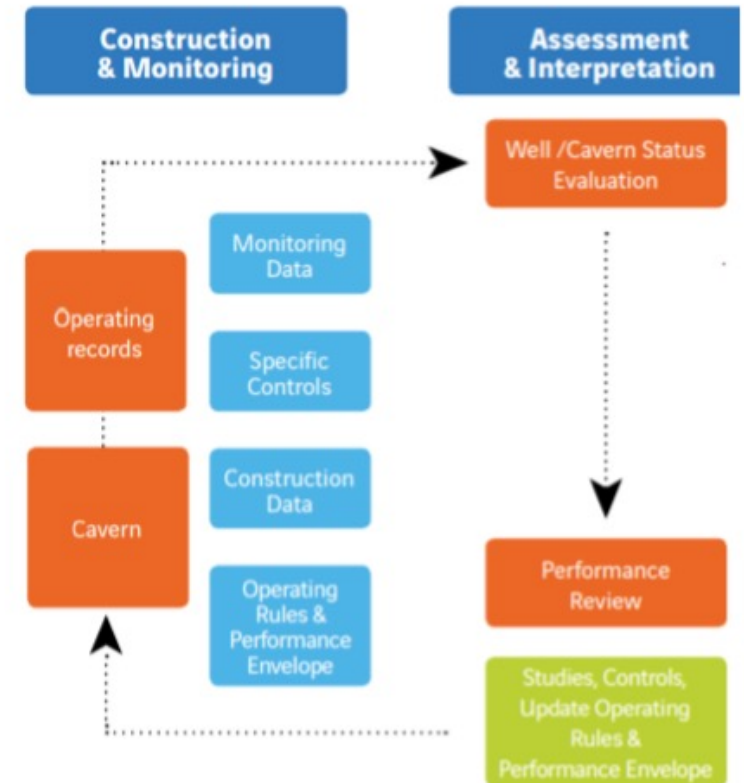 Construction
& Monitoring
Assessment
& Interpretation
Well /Cavern Status
Evaluation
Monitoring
Data
Operating
records
Specific
Controls
Construction
Data
Cavern
Operating
Rules &
Performance
Envelope
Performance
Review
Studies, Controls,
Update Operating
Rules &
Performance Envelope